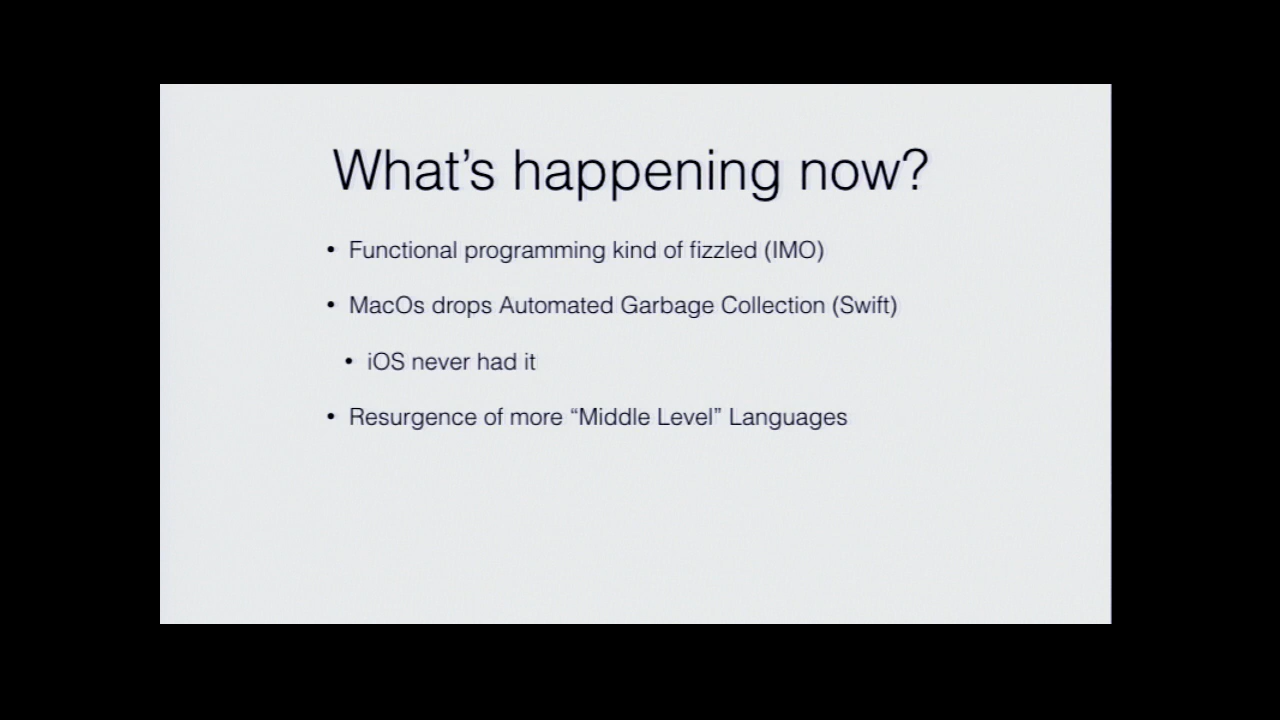 What's happening now?
• Functional programming kind of fizzled (IMO)
• MacOs drops Automated Garbage Collection (Swift)
• iOS never had it
• Resurgence of more “Middle Level” Languages